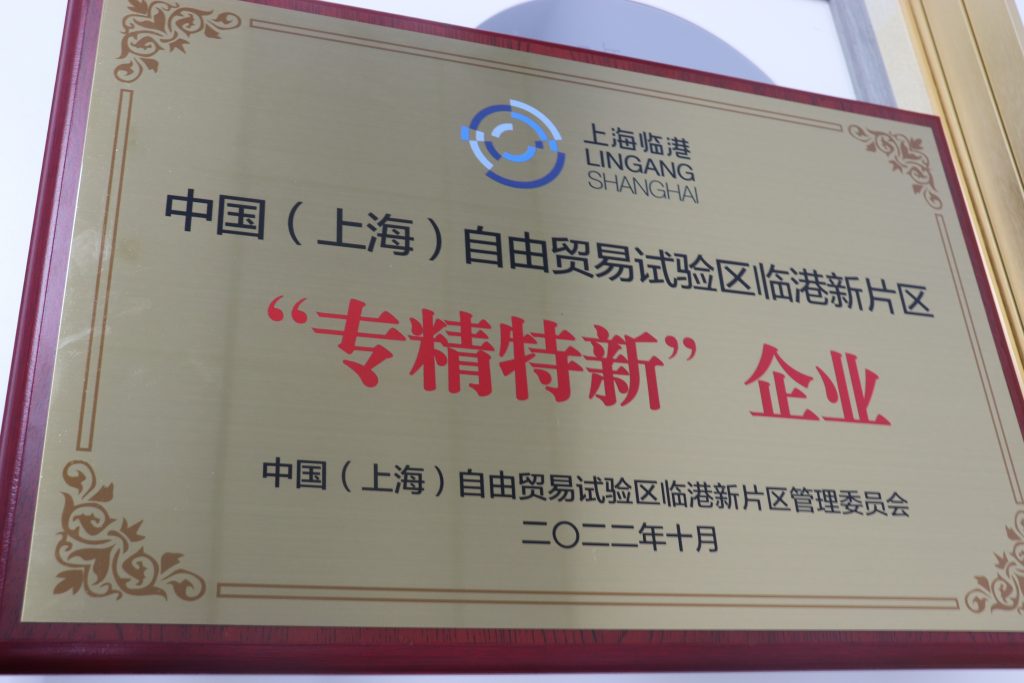 上海临港
LINGANG
SHANGHAI
中国（上海）自由贸易试验区临港新片区
“专精特新”企业
中国（上海）自由贸易试验区临港新片区管理委员会
二〇二二年十月